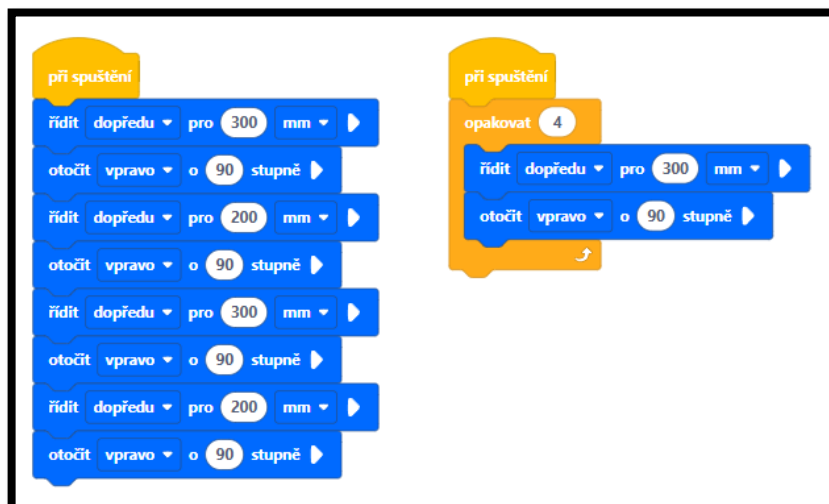 při spuštění
řídit dopředu pro 300 mm
otočit vpravo o 90 stupně
řídit dopředu pro 200 mm
otočit vpravo o 90 stupně
řídit dopředu pro 300 mm
otočit vpravo o 90 stupně
řídit dopředu pro 200 mm
otočit vpravo o 90 stupně
při spuštění
opakovat 4
řídit dopředu pro 300 mm
otočit vpravo o 90 stupně